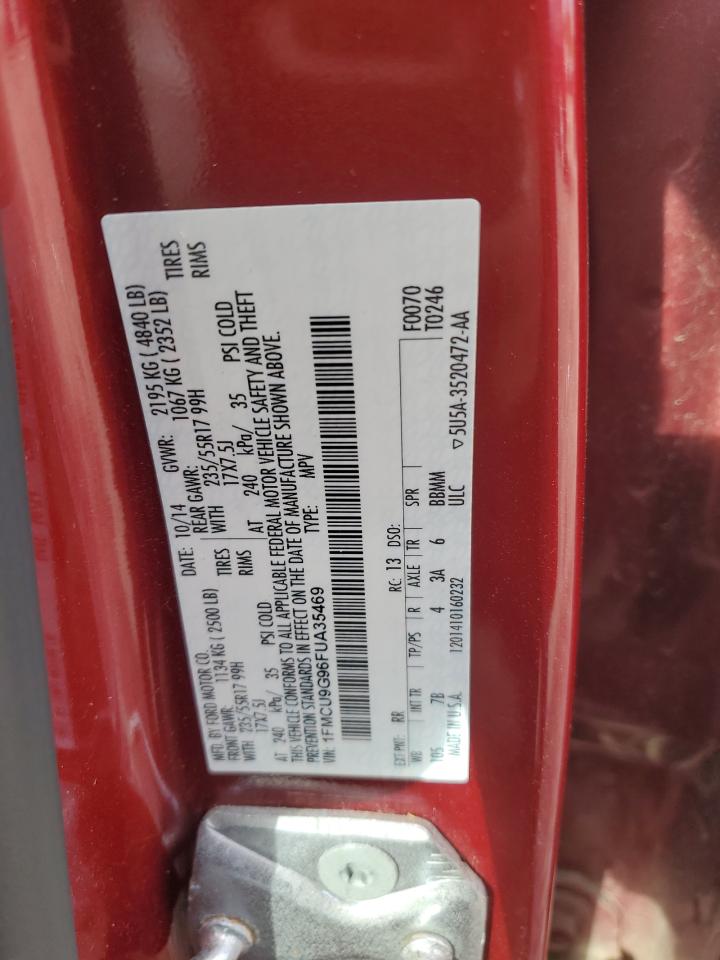 MFD. BY FORD MOTOR CO. DATE: 10/14 GVWR: 2195 KG ( 4840 LB)
FRONT GAWR: 1134 KG ( 2500 LB) REAR GAWR: 1067 KG ( 2352 LB)
WITH 235/55R17 99H TIRES WITH 235/55R17 99H TIRES
17X7.5J RIMS 17X7.5J RIMS
AT 240 kPa/ 35 PSI COLD AT 240 kPa/ 35 PSI COLD
THIS VEHICLE CONFORMS TO ALL APPLICABLE FEDERAL MOTOR VEHICLE SAFETY AND THEFT
PREVENTION STANDARDS IN EFFECT ON THE DATE OF MANUFACTURE SHOWN ABOVE.
VIN: 1FMCU9G96FUA35469 TYPE: MPV
EXT PNT: RR RC: 13 DSO: F0070
WB INT TR TP/PS R AXLE TR SPR T0246
105 7B 4 3A 6 BBMM
MADE IN U.S.A. 1201410160232 ULC ▽5U5A-3520472-AA